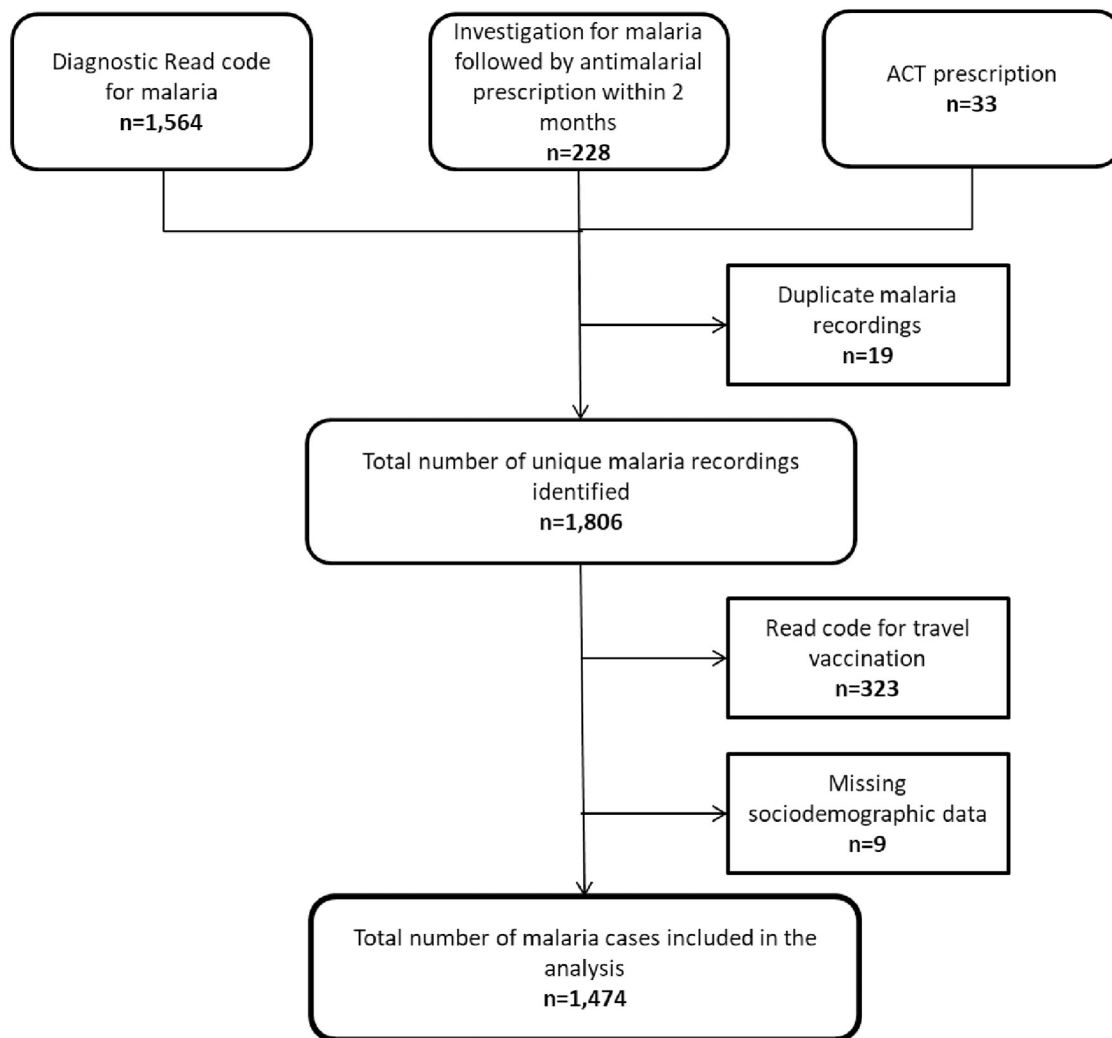 Diagnostic Read code
for malaria
n=1,564
Investigation for malaria
followed by antimalarial
prescription within 2
months
n=228
ACT prescription
n=33
Duplicate malaria
recordings
n=19
Total number of unique malaria recordings
identified
n=1,806
Read code for travel
vaccination
n=323
Missing
sociodemographic data
n=9
Total number of malaria cases included in the
analysis
n=1,474